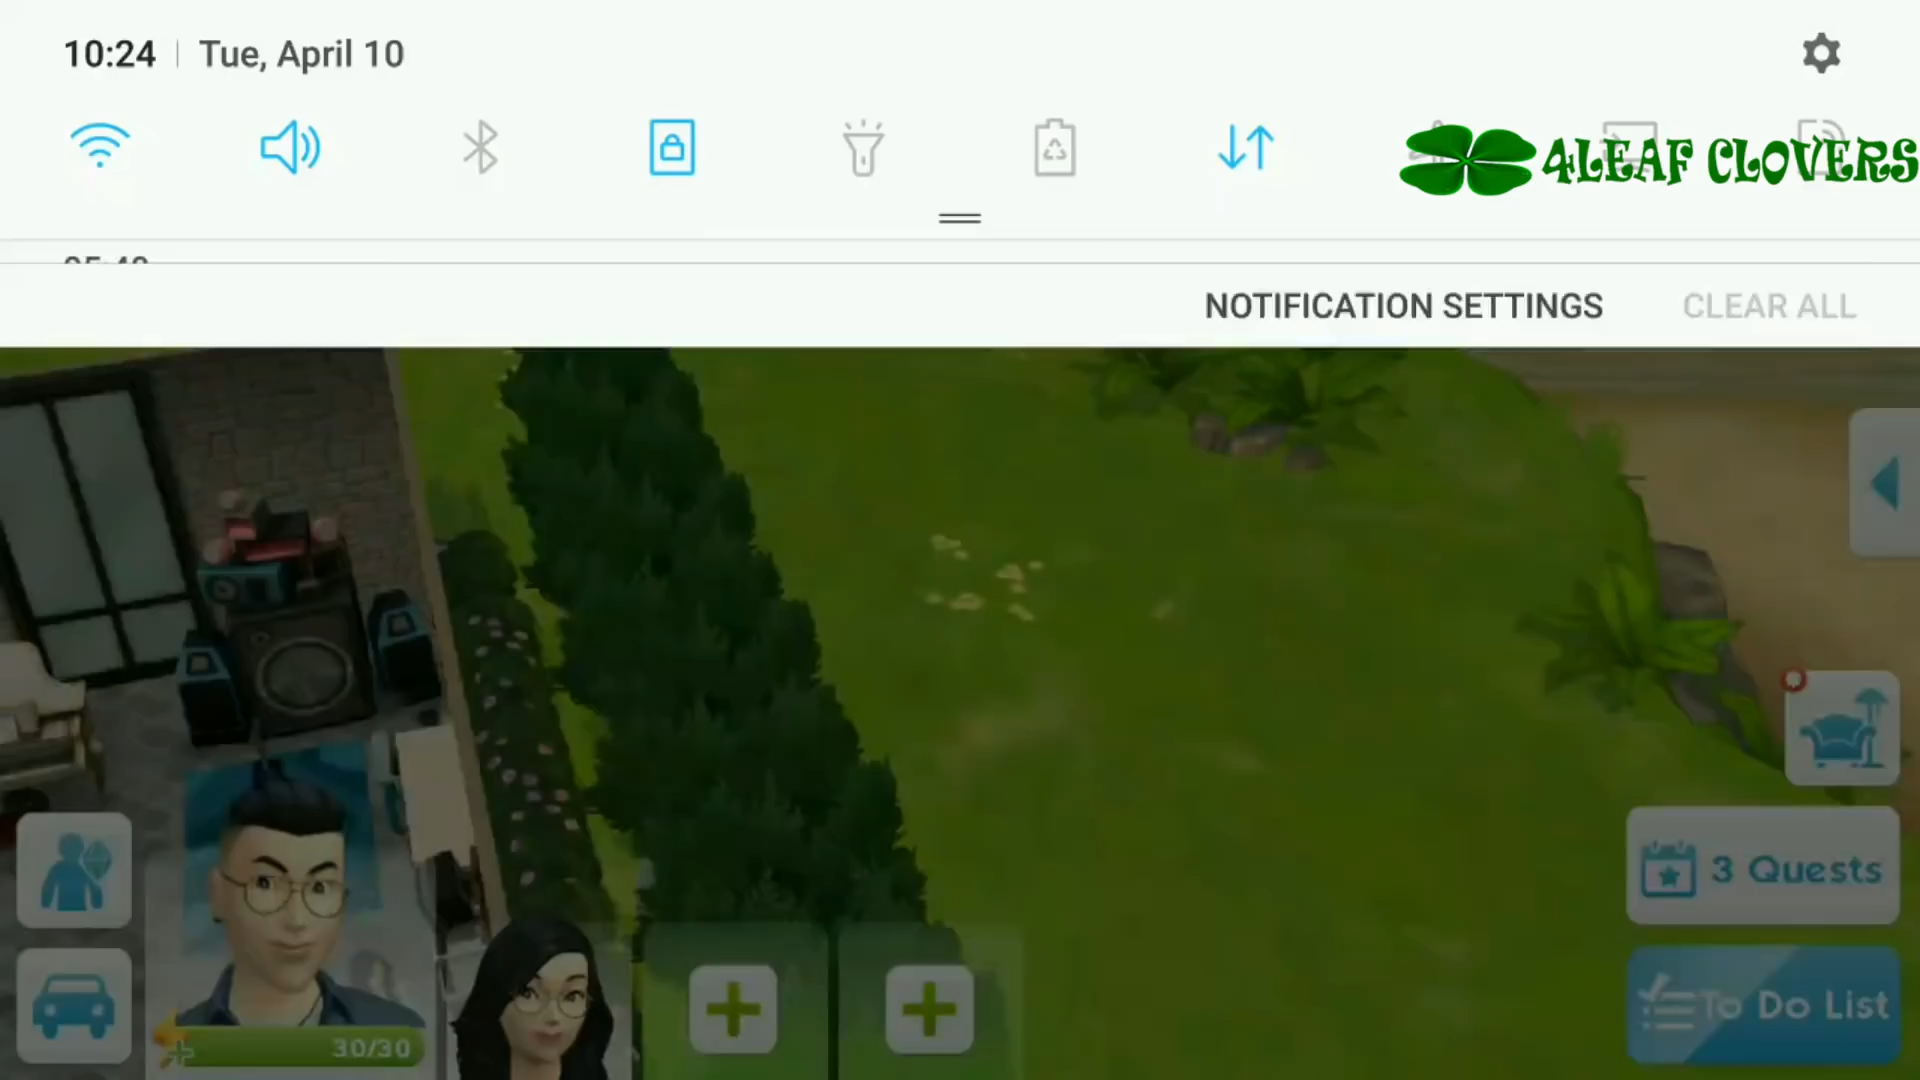 10:24 Tue, April 10
4LEAF CLOVERS
NOTIFICATION SETTINGS CLEAR ALL
3 Quests
To Do List
30/30